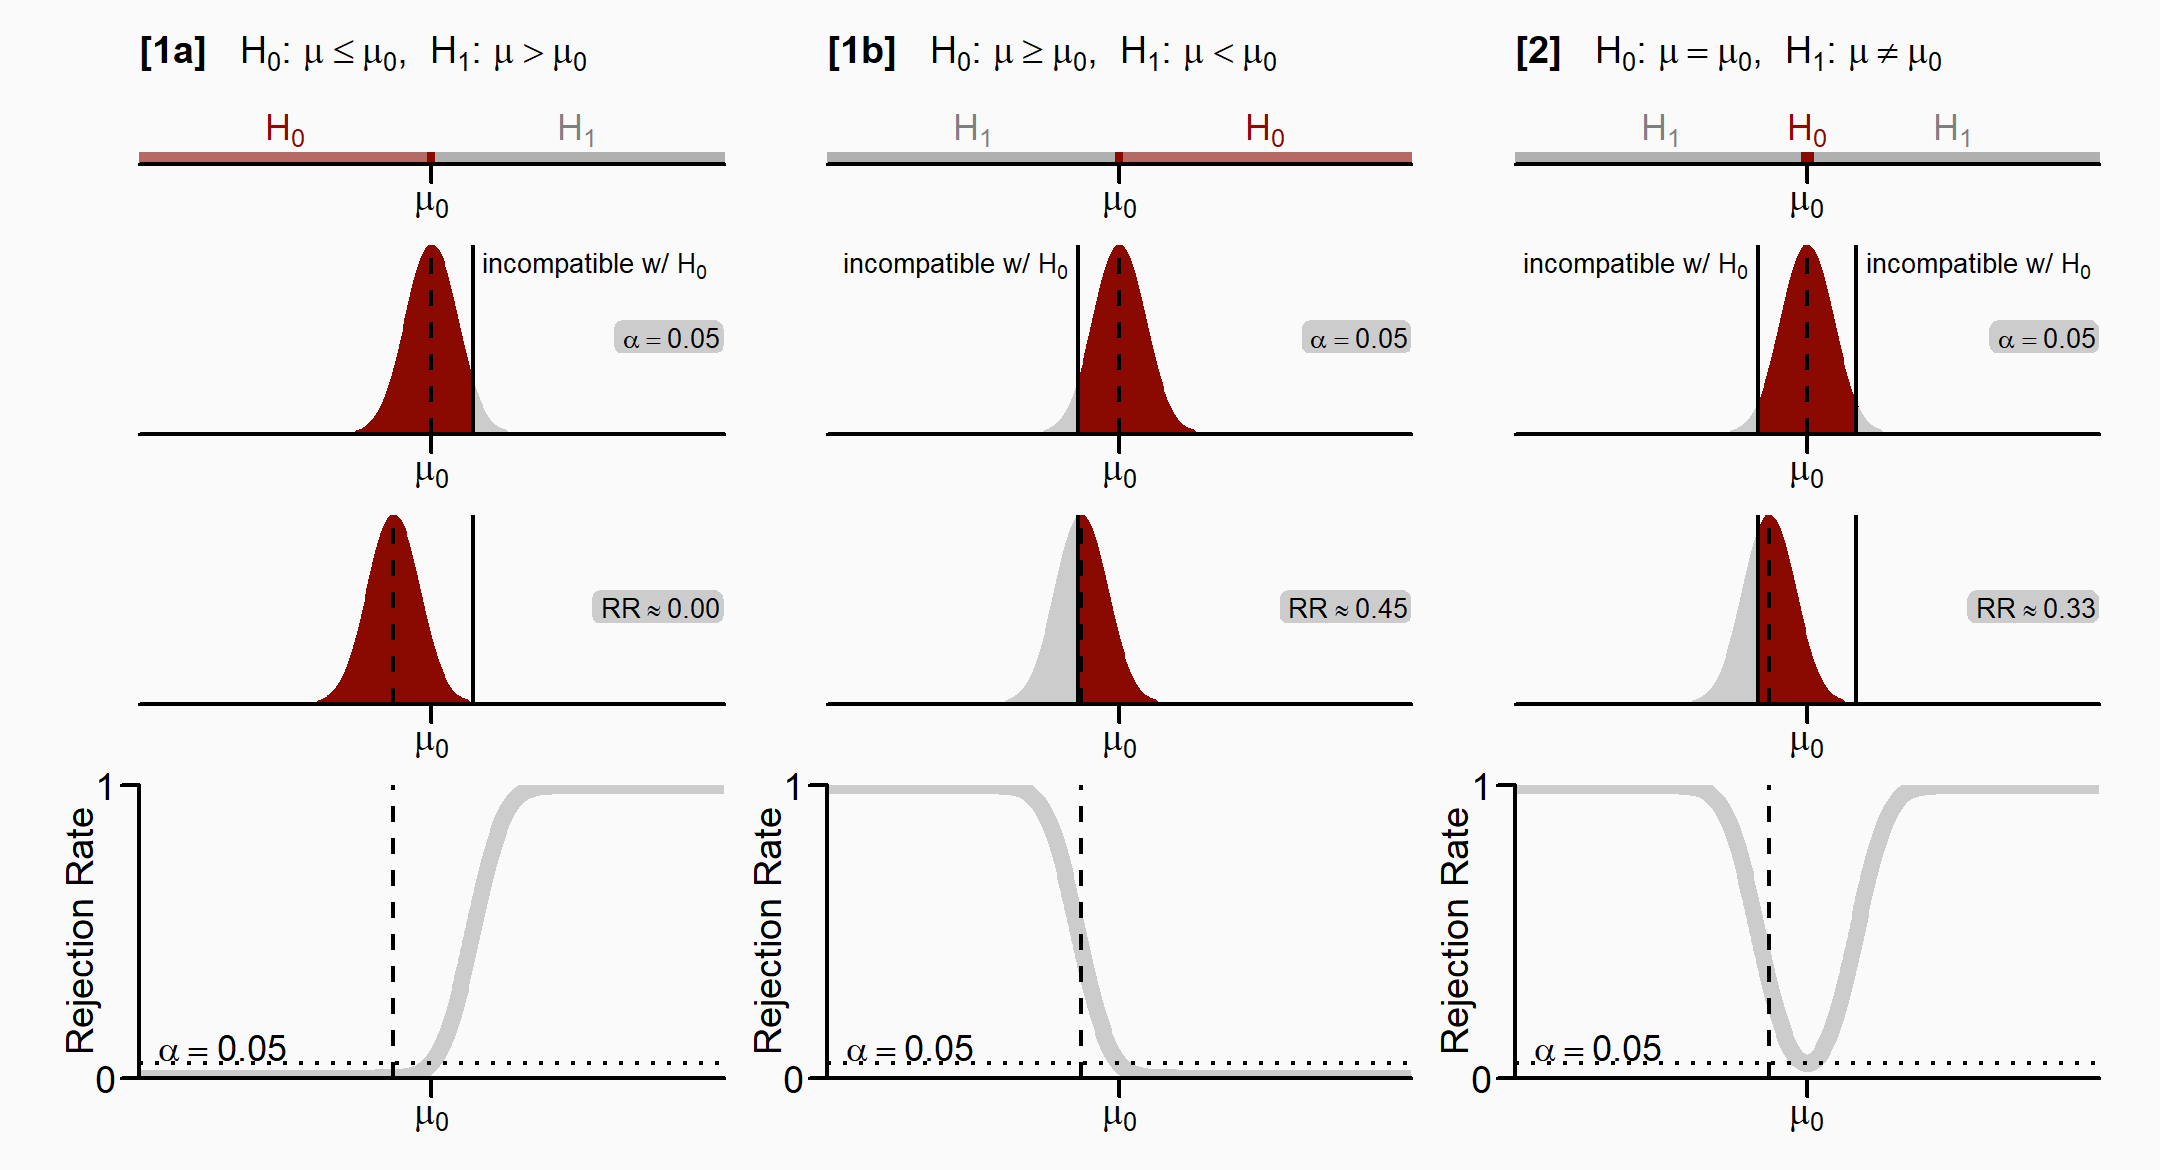 [1a] H₀: μ ≤ μ₀, H₁: μ > μ₀
H₀ H₁
μ₀
incompatible w/ H₀
α = 0.05
μ₀
RR ≈ 0.00
μ₀
Rejection Rate
1
α = 0.05
0
μ₀
[1b] H₀: μ ≥ μ₀, H₁: μ < μ₀
H₁ H₀
μ₀
incompatible w/ H₀
α = 0.05
μ₀
RR ≈ 0.45
μ₀
Rejection Rate
1
α = 0.05
0
μ₀
[2] H₀: μ = μ₀, H₁: μ ≠ μ₀
H₁ H₀ H₁
μ₀
incompatible w/ H₀ incompatible w/ H₀
α = 0.05
μ₀
RR ≈ 0.33
μ₀
Rejection Rate
1
α = 0.05
0
μ₀